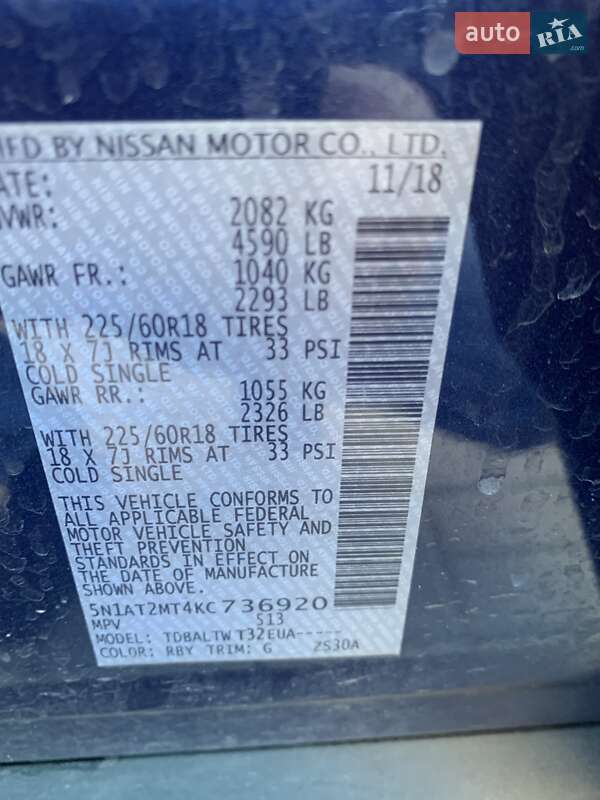 auto RIA .com
MFD BY NISSAN MOTOR CO., LTD.
DATE: 11/18
GVWR: 2082 KG
4590 LB
GAWR FR.: 1040 KG
2293 LB
WITH 225/60R18 TIRES
18 X 7J RIMS AT 33 PSI
COLD SINGLE
GAWR RR.: 1055 KG
2326 LB
WITH 225/60R18 TIRES
18 X 7J RIMS AT 33 PSI
COLD SINGLE
THIS VEHICLE CONFORMS TO
ALL APPLICABLE FEDERAL
MOTOR VEHICLE SAFETY AND
THEFT PREVENTION
STANDARDS IN EFFECT ON
THE DATE OF MANUFACTURE
SHOWN ABOVE.
5N1AT2MT4KC736920
MPV S13
MODEL: TDBALTW T32EUA-----
COLOR: RBY TRIM: G ZS30A